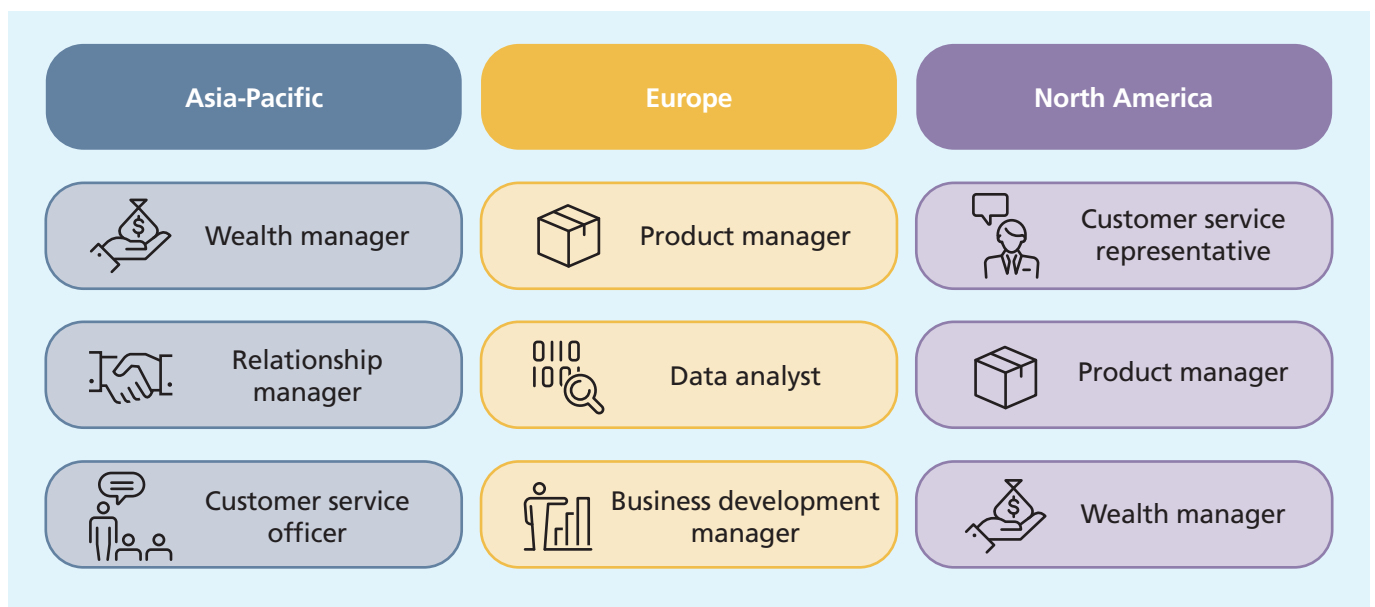 Asia-Pacific
Europe
North America
Wealth manager
Product manager
Customer service
representative
Relationship
manager
0110
10
Data analyst
Product manager
Customer service
officer
Business development
manager
$
Wealth manager
$